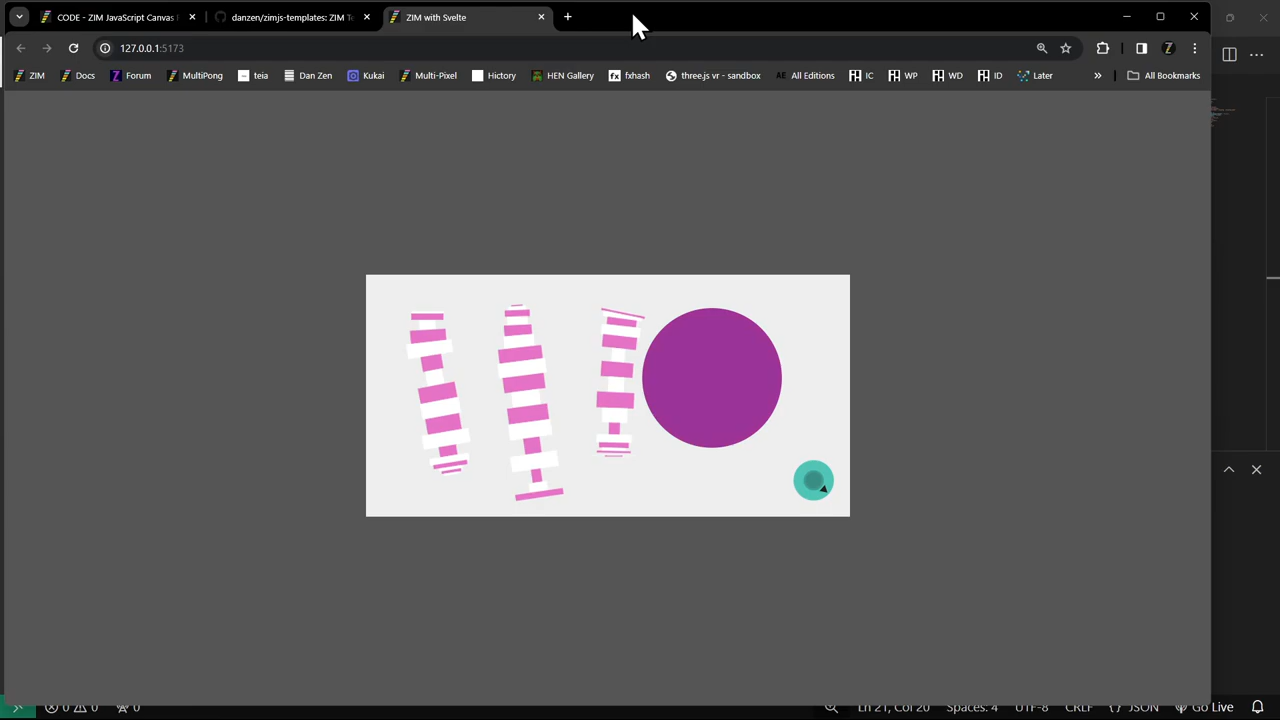 CODE - ZIM JavaScript Canvas
danzen/zimjs-templates: ZIM Te
ZIM with Svelte
127.0.0.1:5173
ZIM
Docs
Forum
MultiPong
teia
Dan Zen
Kukai
Multi-Pixel
Hictory
HEN Gallery
fx fxhash
three.js vr - sandbox
AE All Editions
IC
WP
WD
ID
Later
»
All Bookmarks
0 0 0
Ln 21, Col 20 Spaces: 4 UTF-8 CRLF {} JSON Go Live